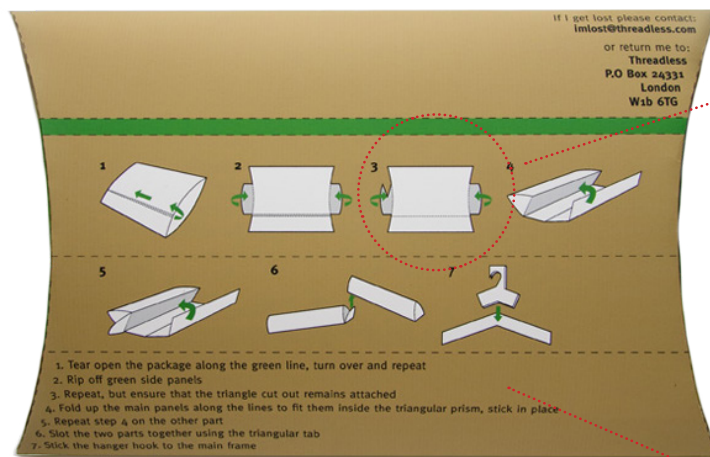 If I get lost please contact:
imlost@threadless.com
or return me to:
Threadless
P.O Box 24331
London
W1b 6TG
1
2
3
4
5
6
7
1. Tear open the package along the green line, turn over and repeat
2. Rip off green side panels
3. Repeat, but ensure that the triangle cut out remains attached
4. Fold up the main panels along the lines to fit them inside the triangular prism, stick in place
5. Repeat step 4 on the other part
6. Slot the two parts together using the triangular tab
7. Stick the hanger hook to the main frame